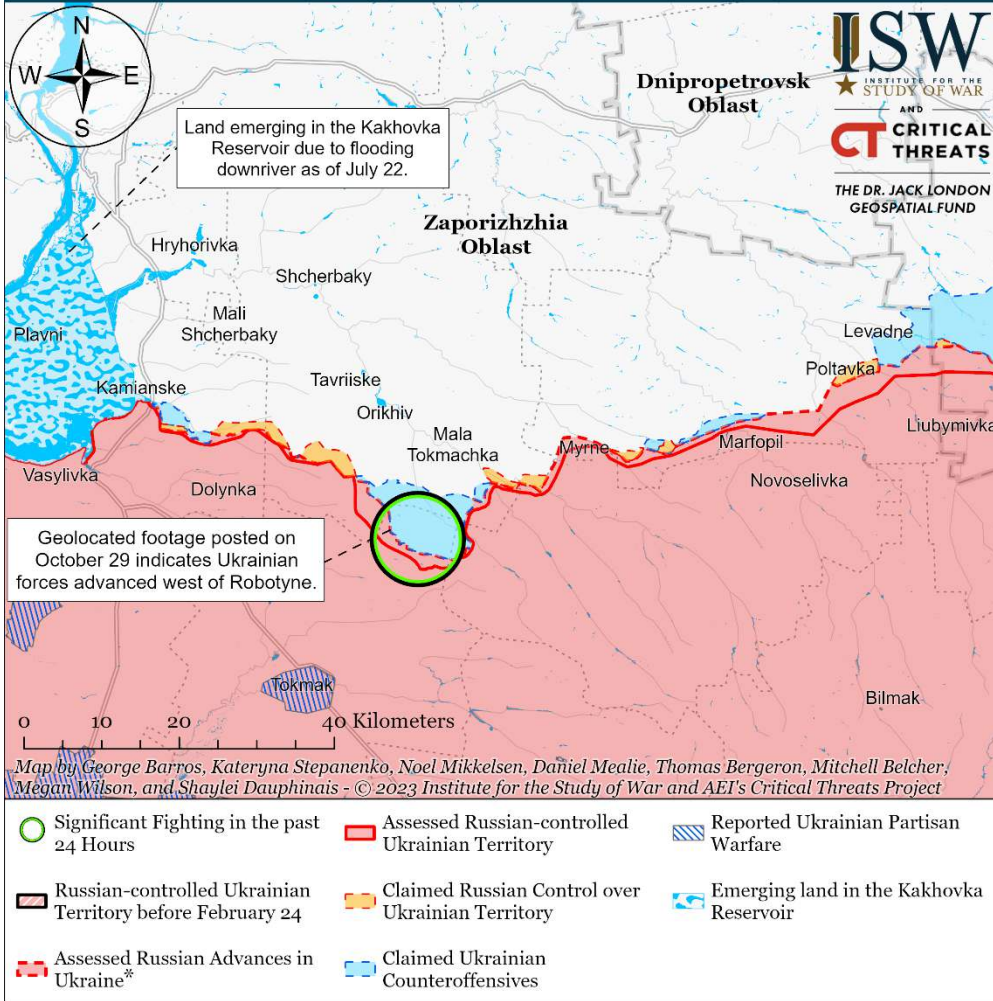 N
W
E
S
ISW
INSTITUTE FOR THE
STUDY OF WAR
AND
CT CRITICAL
THREATS
THE DR. JACK LONDON
GEOSPATIAL FUND
Dnipropetrovsk
Oblast
Land emerging in the Kakhovka
Reservoir due to flooding
downriver as of July 22.
Zaporizhzhia
Oblast
Hryhorivka
Shcherbaky
Mali
Shcherbaky
Plavni
Levadne
Poltavka
Kamianske
Tavriiske
Orikhiv
Liubymivka
Mala
Tokmachka
Myrne
Marfopil
Vasylivka
Dolynka
Novoselivka
Geolocated footage posted on
October 29 indicates Ukrainian
forces advanced west of Robotyne.
Tokmak
Bilmak
0 10 20 40 Kilometers
Map by George Barros, Kateryna Stepanenko, Noel Mikkelsen, Daniel Mealie, Thomas Bergeron, Mitchell Belcher,
Megan Wilson, and Shaylei Dauphinais - © 2023 Institute for the Study of War and AEI's Critical Threats Project
Significant Fighting in the past
24 Hours
Russian-controlled Ukrainian
Territory before February 24
Assessed Russian Advances in
Ukraine*
Assessed Russian-controlled
Ukrainian Territory
Claimed Russian Control over
Ukrainian Territory
Claimed Ukrainian
Counteroffensives
Reported Ukrainian Partisan
Warfare
Emerging land in the Kakhovka
Reservoir